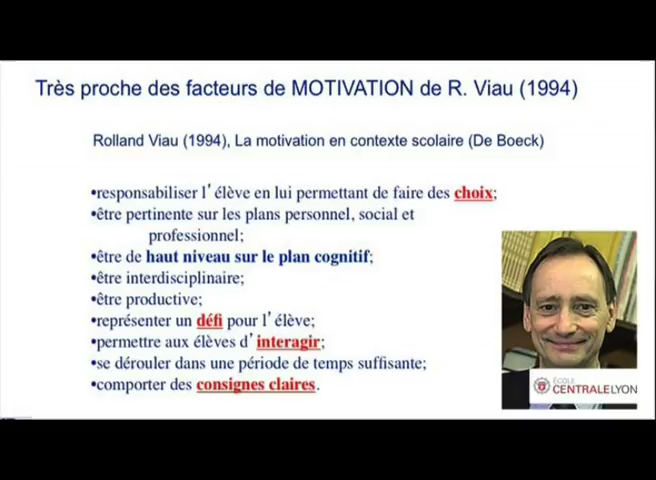 Très proche des facteurs de MOTIVATION de R. Viau (1994)
Rolland Viau (1994), La motivation en contexte scolaire (De Boeck)
•responsabiliser l'élève en lui permettant de faire des choix;
•être pertinente sur les plans personnel, social et
professionnel;
•être de haut niveau sur le plan cognitif;
•être interdisciplinaire;
•être productive;
•représenter un défi pour l'élève;
•permettre aux élèves d'interagir;
•se dérouler dans une période de temps suffisante;
•comporter des consignes claires.
ÉCOLE
CENTRALELYON